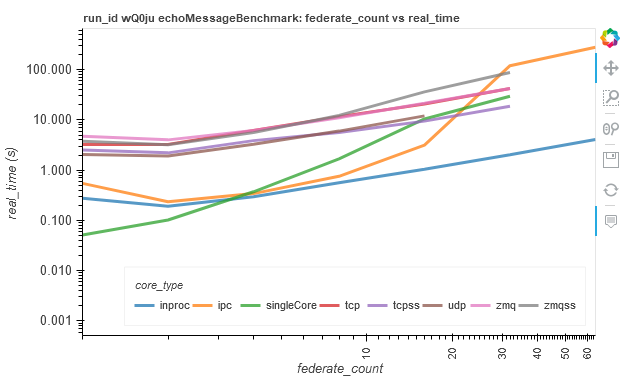 run_id wQ0ju echoMessageBenchmark: federate_count vs real_time
real_time (s)
100.000
10.000
1.000
0.100
0.010
0.001
core_type
inproc ipc singleCore tcp tcpss udp zmq zmqss
10 20 30 40 50 60
federate_count